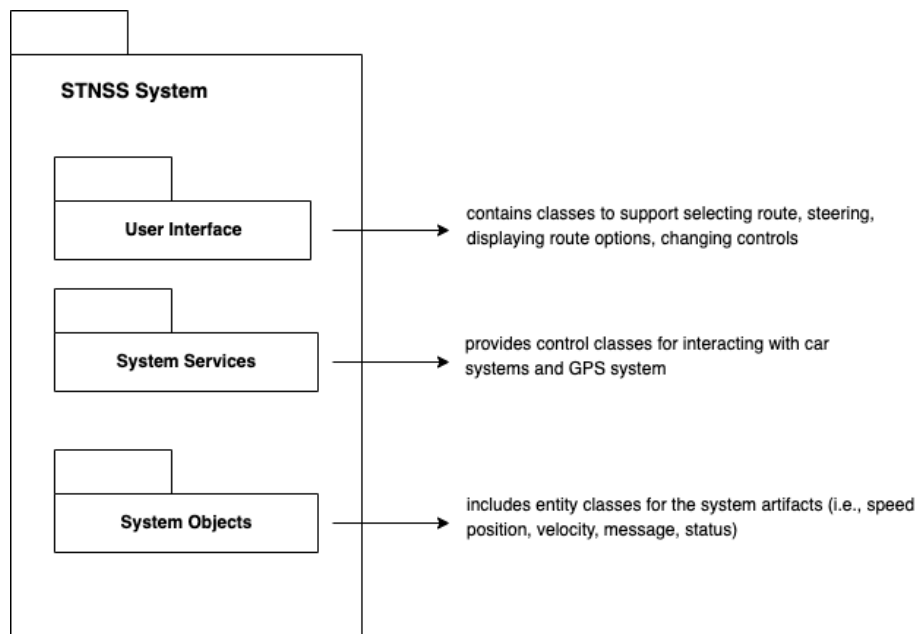 STNSS System
User Interface
contains classes to support selecting route, steering,
displaying route options, changing controls
System Services
provides control classes for interacting with car
systems and GPS system
System Objects
includes entity classes for the system artifacts (i.e., speed
position, velocity, message, status)